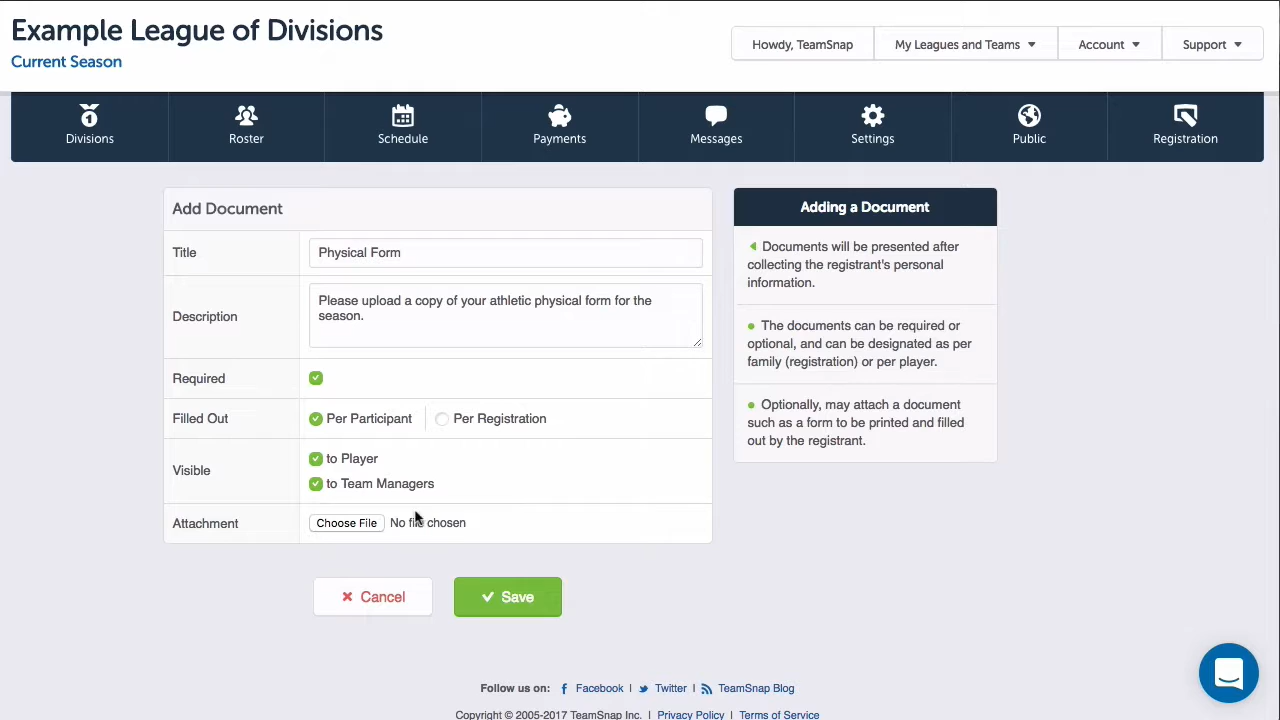 Example League of Divisions
Current Season
Howdy, TeamSnap
My Leagues and Teams
Account
Support
Divisions
Roster
Schedule
Payments
Messages
Settings
Public
Registration
Add Document
Title
Physical Form
Description
Please upload a copy of your athletic physical form for the
season.
Required
Filled Out
Per Participant
Per Registration
Visible
to Player
to Team Managers
Attachment
Choose File
No file chosen
Cancel
Save
Adding a Document
Documents will be presented after
collecting the registrant's personal
information.
The documents can be required or
optional, and can be designated as per
family (registration) or per player.
Optionally, may attach a document
such as a form to be printed and filled
out by the registrant.
Follow us on: Facebook | Twitter | TeamSnap Blog
Copyright © 2005-2017 TeamSnap Inc. | Privacy Policy | Terms of Service